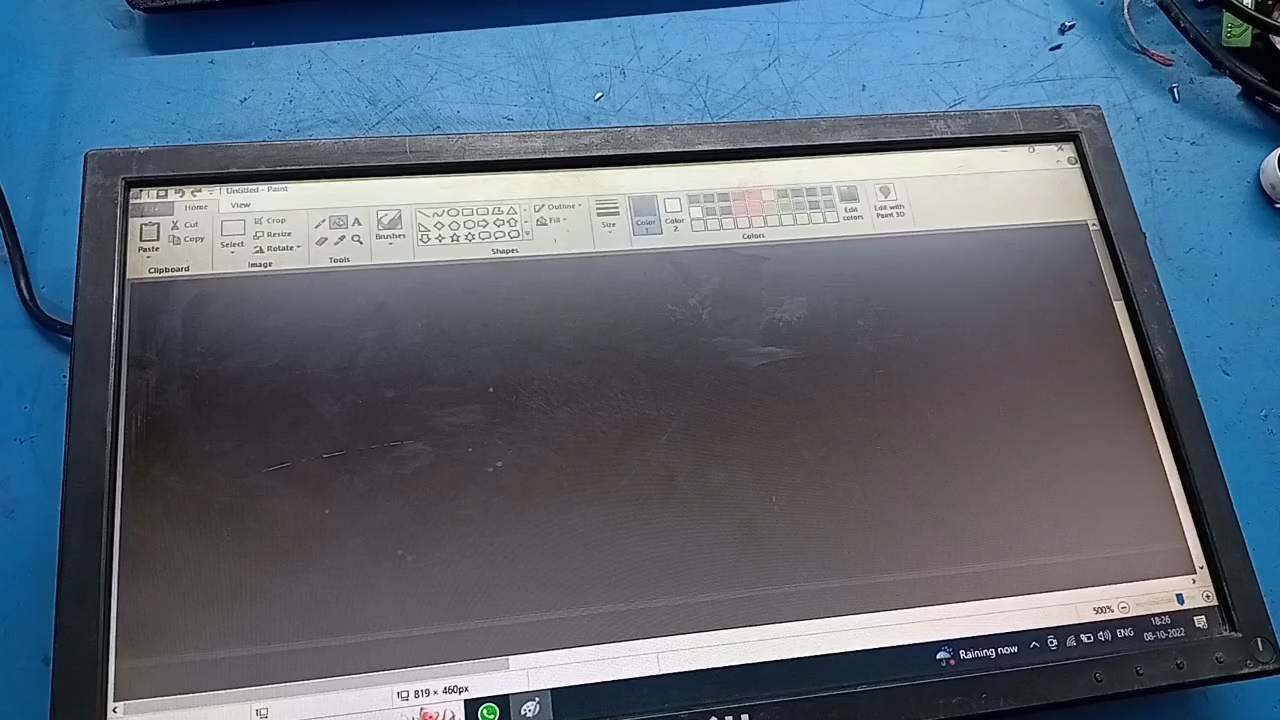 Untitled - Paint
Home View
Paste
Cut
Copy
Clipboard
Select
Crop
Resize
Rotate
Image
A
Tools
Brushes
Shapes
Outline
Fill
Size
Color
Color
2
Colors
Edit
colors
Edit with
Paint 3D
500%
819 × 460px
Raining now
ENG
18:26
08-10-2022